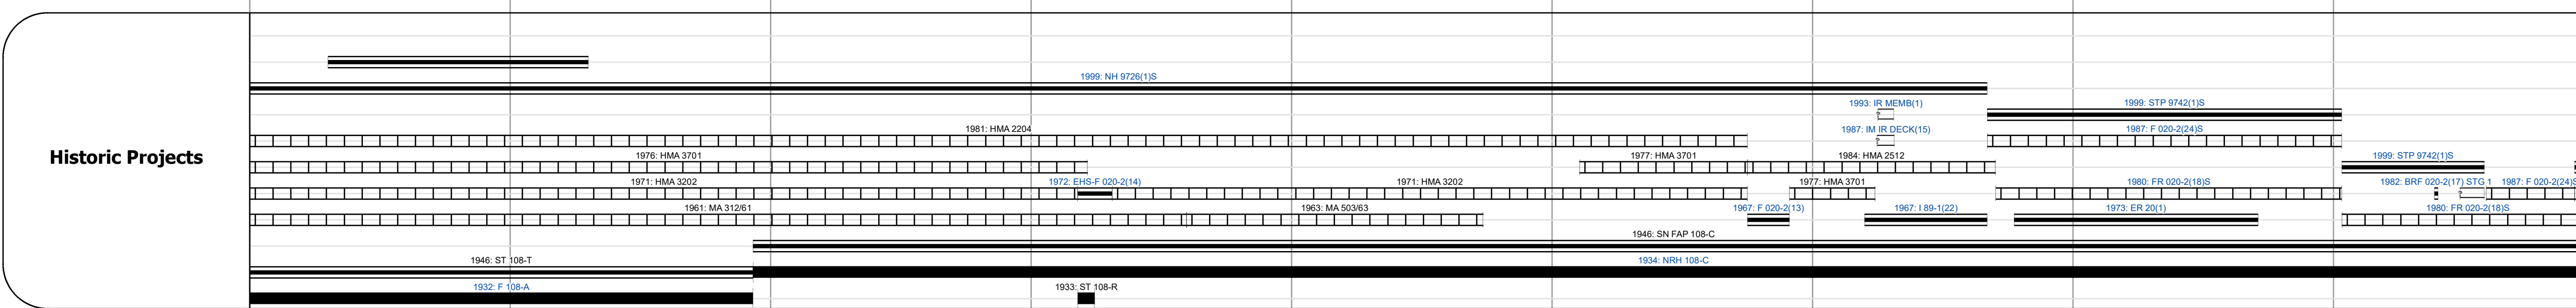 Historic Projects
1999: NH 9726(1)S
1993: IR MEMB(1)
1999: STP 9742(1)S
?
1981: HMA 2204
1987: IM IR DECK(15)
1987: F 020-2(24)S
?
1976: HMA 3701
1977: HMA 3701
1984: HMA 2512
1999: STP 9742(1)S
1971: HMA 3202
1972: EHS-F 020-2(14)
1971: HMA 3202
1977: HMA 3701
1980: FR 020-2(18)S
1982: BRF 020-2(17) STG 1
1987: F 020-2(24)S
?
1961: MA 312/61
1963: MA 503/63
1967: F 020-2(13)
1967: I 89-1(22)
1973: ER 20(1)
1980: FR 020-2(18)S
1946: SN FAP 108-C
1946: ST 108-T
1934: NRH 108-C
1932: F 108-A
1933: ST 108-R